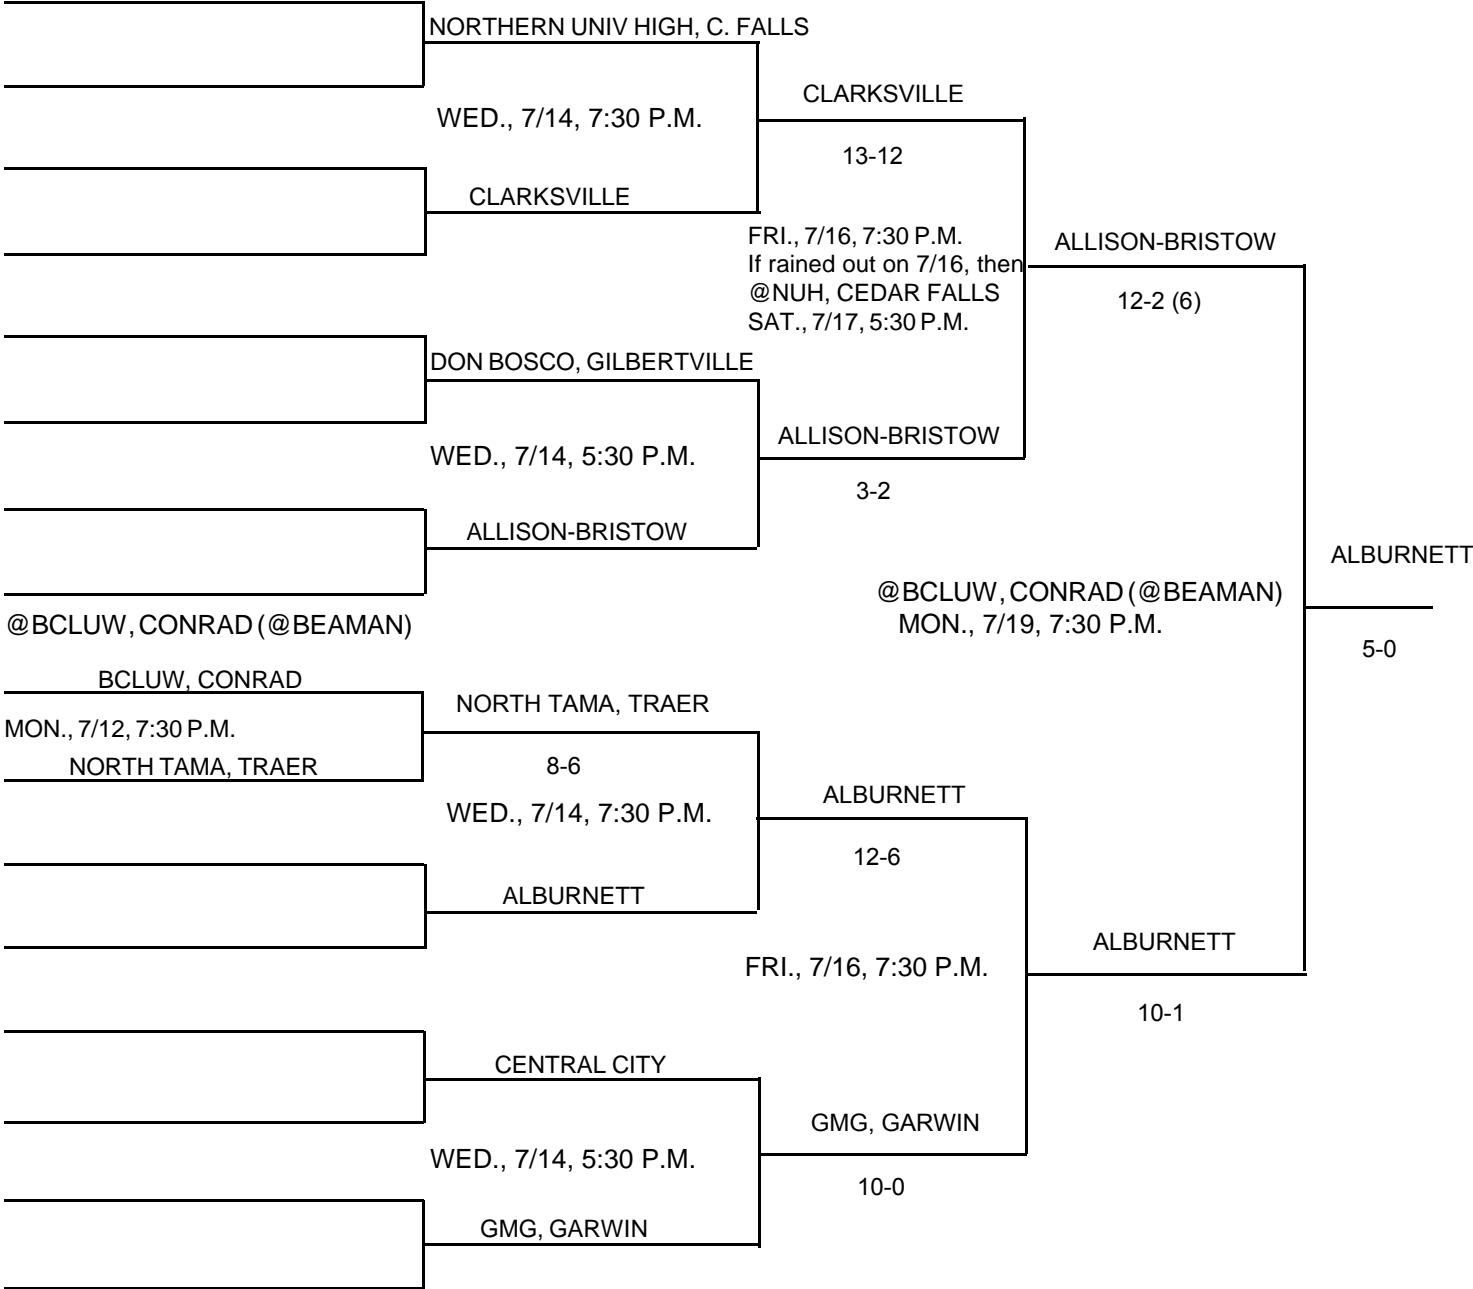 NORTHERN UNIV HIGH, C. FALLS
CLARKSVILLE
WED., 7/14, 7:30 P.M.
13-12
CLARKSVILLE
FRI., 7/16, 7:30 P.M.
If rained out on 7/16, then
@NUH, CEDAR FALLS
SAT., 7/17, 5:30 P.M.
ALLISON-BRISTOW
12-2 (6)
DON BOSCO, GILBERTVILLE
ALLISON-BRISTOW
WED., 7/14, 5:30 P.M.
3-2
ALLISON-BRISTOW
ALBURNETT
@BCLUW, CONRAD (@BEAMAN)
MON., 7/19, 7:30 P.M.
5-0
@BCLUW, CONRAD (@BEAMAN)
BCLUW, CONRAD
MON., 7/12, 7:30 P.M.
NORTH TAMA, TRAER
NORTH TAMA, TRAER
8-6
WED., 7/14, 7:30 P.M.
ALBURNETT
12-6
ALBURNETT
FRI., 7/16, 7:30 P.M.
ALBURNETT
10-1
CENTRAL CITY
GMG, GARWIN
WED., 7/14, 5:30 P.M.
10-0
GMG, GARWIN